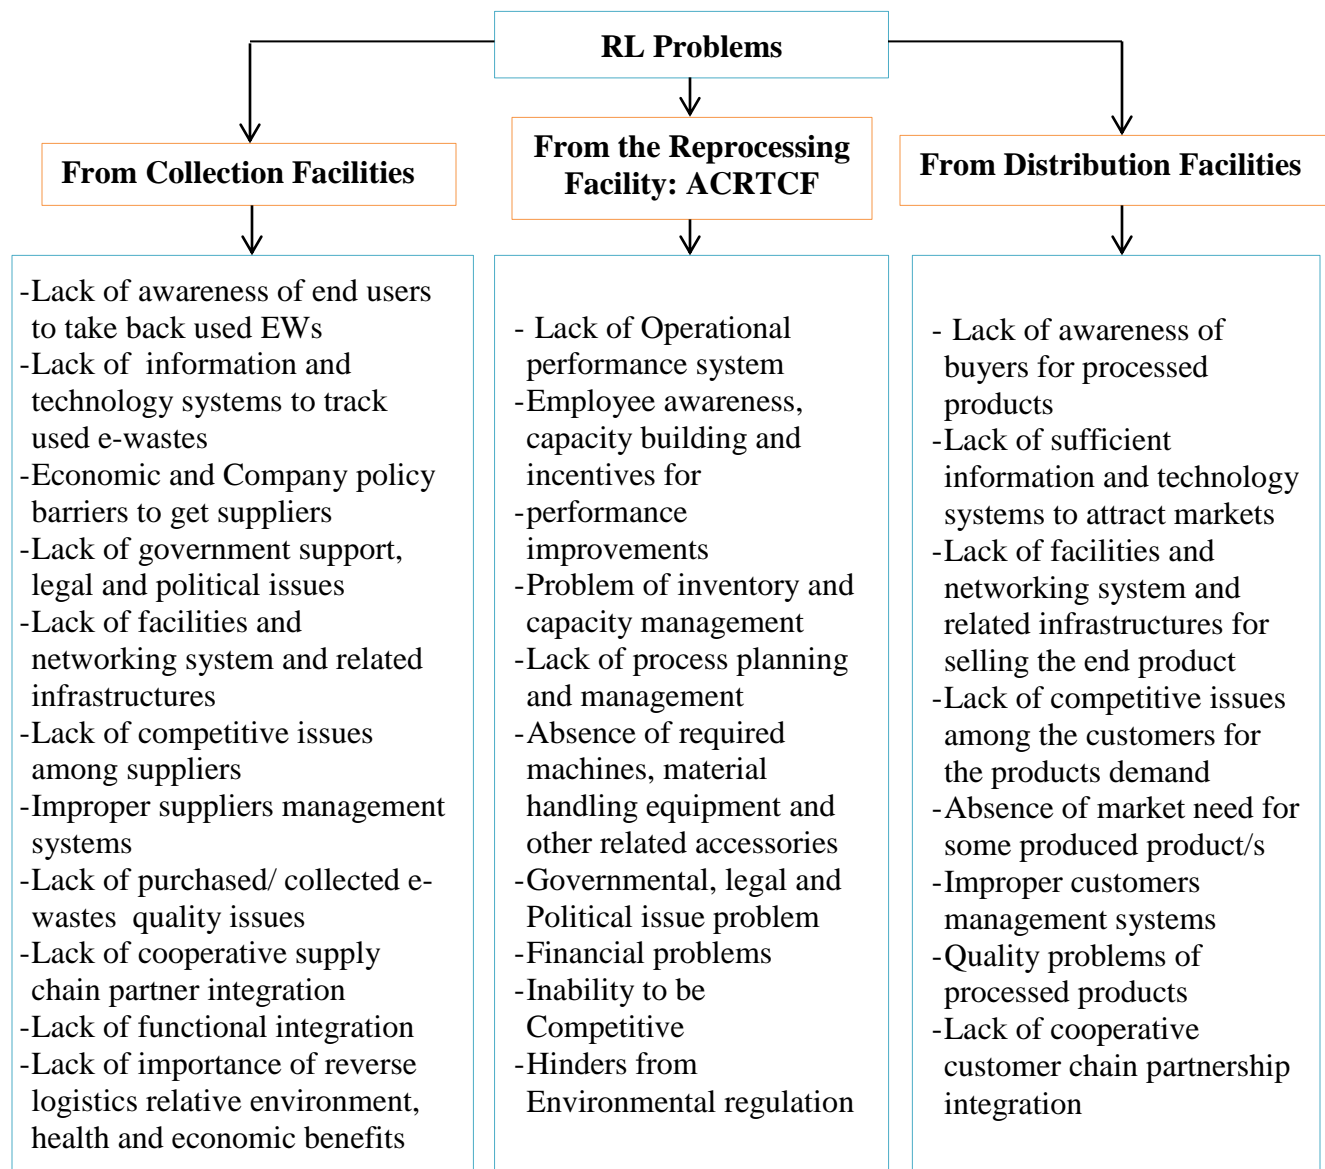 RL Problems
From Collection Facilities
From the Reprocessing
Facility: ACRTCF
From Distribution Facilities
-Lack of awareness of end users
to take back used EWs
-Lack of information and
technology systems to track
used e-wastes
-Economic and Company policy
barriers to get suppliers
-Lack of government support,
legal and political issues
-Lack of facilities and
networking system and related
infrastructures
-Lack of competitive issues
among suppliers
-Improper suppliers management
systems
-Lack of purchased/ collected e-
wastes quality issues
-Lack of cooperative supply
chain partner integration
-Lack of functional integration
-Lack of importance of reverse
logistics relative environment,
health and economic benefits
- Lack of Operational
performance system
-Employee awareness,
capacity building and
incentives for
-performance
improvements
-Problem of inventory and
capacity management
-Lack of process planning
and management
-Absence of required
machines, material
handling equipment and
other related accessories
-Governmental, legal and
Political issue problem
-Financial problems
-Inability to be
Competitive
-Hinders from
Environmental regulation
- Lack of awareness of
buyers for processed
products
-Lack of sufficient
information and technology
systems to attract markets
-Lack of facilities and
networking system and
related infrastructures for
selling the end product
-Lack of competitive issues
among the customers for
the products demand
-Absence of market need for
some produced product/s
-Improper customers
management systems
-Quality problems of
processed products
-Lack of cooperative
customer chain partnership
integration